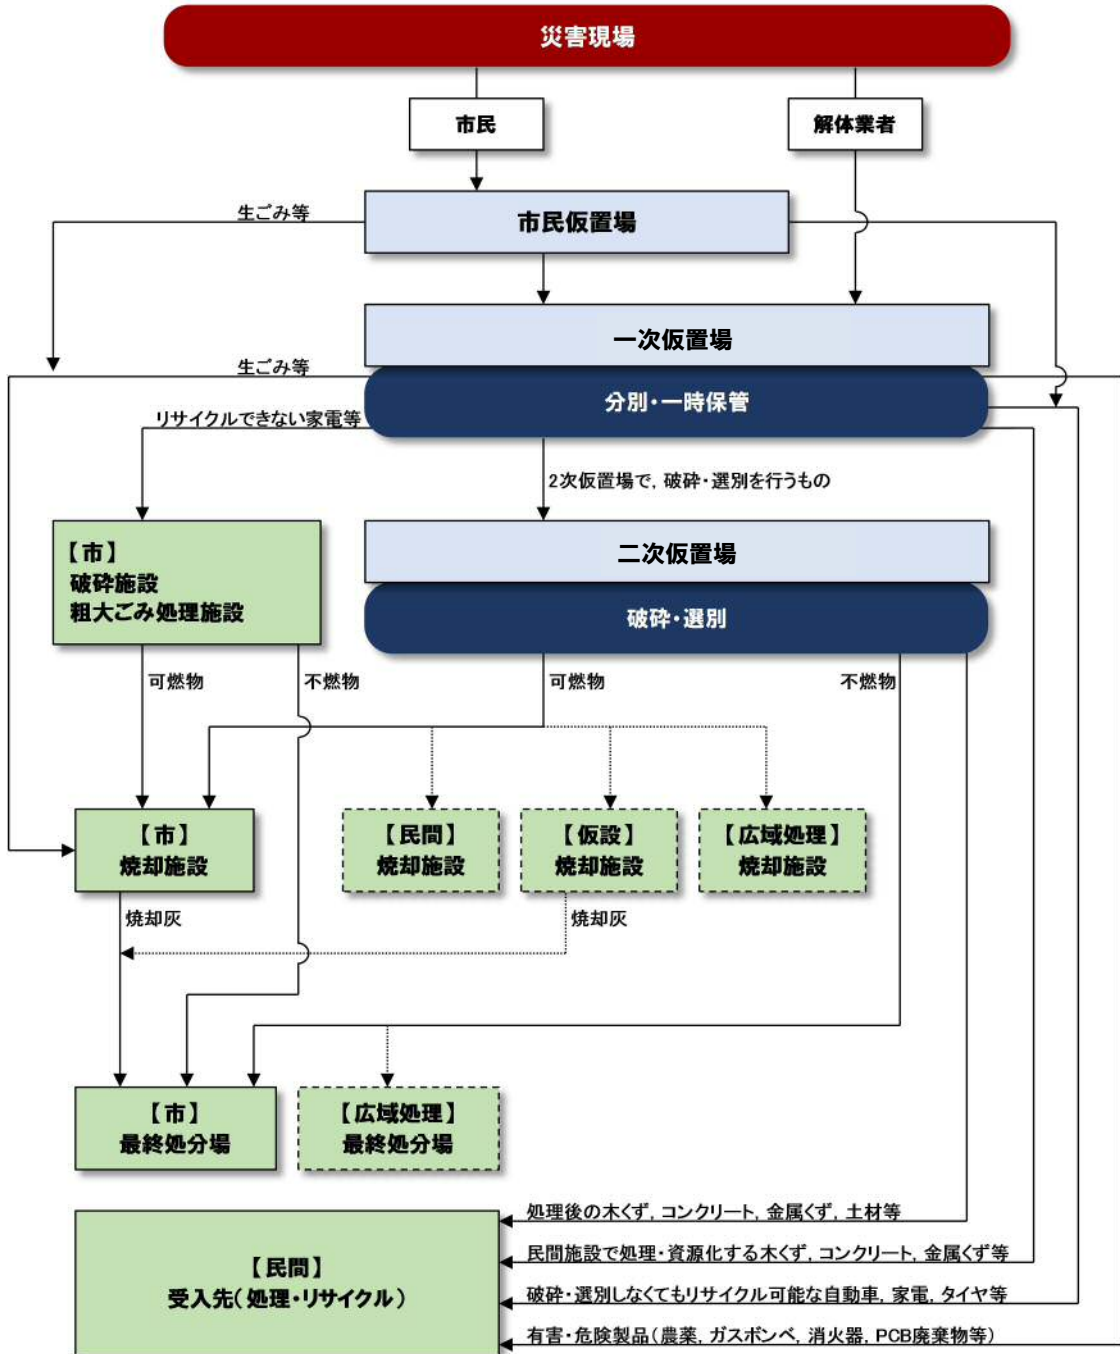 災害現場
市民
解体業者
生ごみ等
市民仮置場
一次仮置場
生ごみ等
分別・一時保管
リサイクルできない家電等
2次仮置場で, 破砕・選別を行うもの
【市】
破砕施設
粗大ごみ処理施設
二次仮置場
破砕・選別
可燃物
不燃物
可燃物
不燃物
【市】
焼却施設
【民間】
焼却施設
【仮設】
焼却施設
【広域処理】
焼却施設
焼却灰
焼却灰
【市】
最終処分場
【広域処理】
最終処分場
処理後の木くず, コンクリート, 金属くず, 土材等
【民間】
受入先(処理・リサイクル)
民間施設で処理・資源化する木くず, コンクリート, 金属くず等
破砕・選別しなくてもリサイクル可能な自動車, 家電, タイヤ等
有害・危険製品(農薬, ガスボンベ, 消火器, PCB廃棄物等)